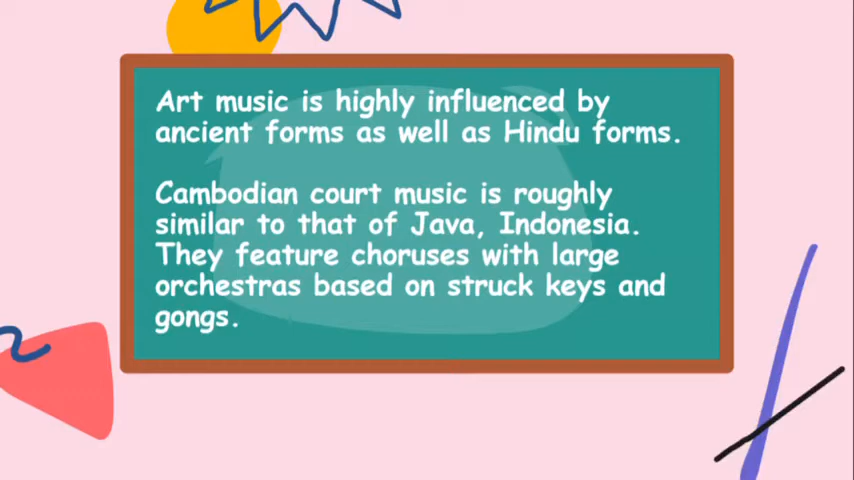 Art music is highly influenced by
ancient forms as well as Hindu forms.
Cambodian court music is roughly
similar to that of Java, Indonesia.
They feature choruses with large
orchestras based on struck keys and
gongs.